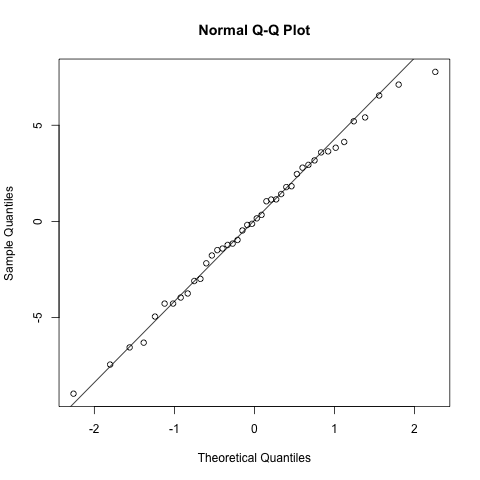 Normal Q-Q Plot
5
0
-5
Sample Quantiles
-2 -1 0 1 2
Theoretical Quantiles